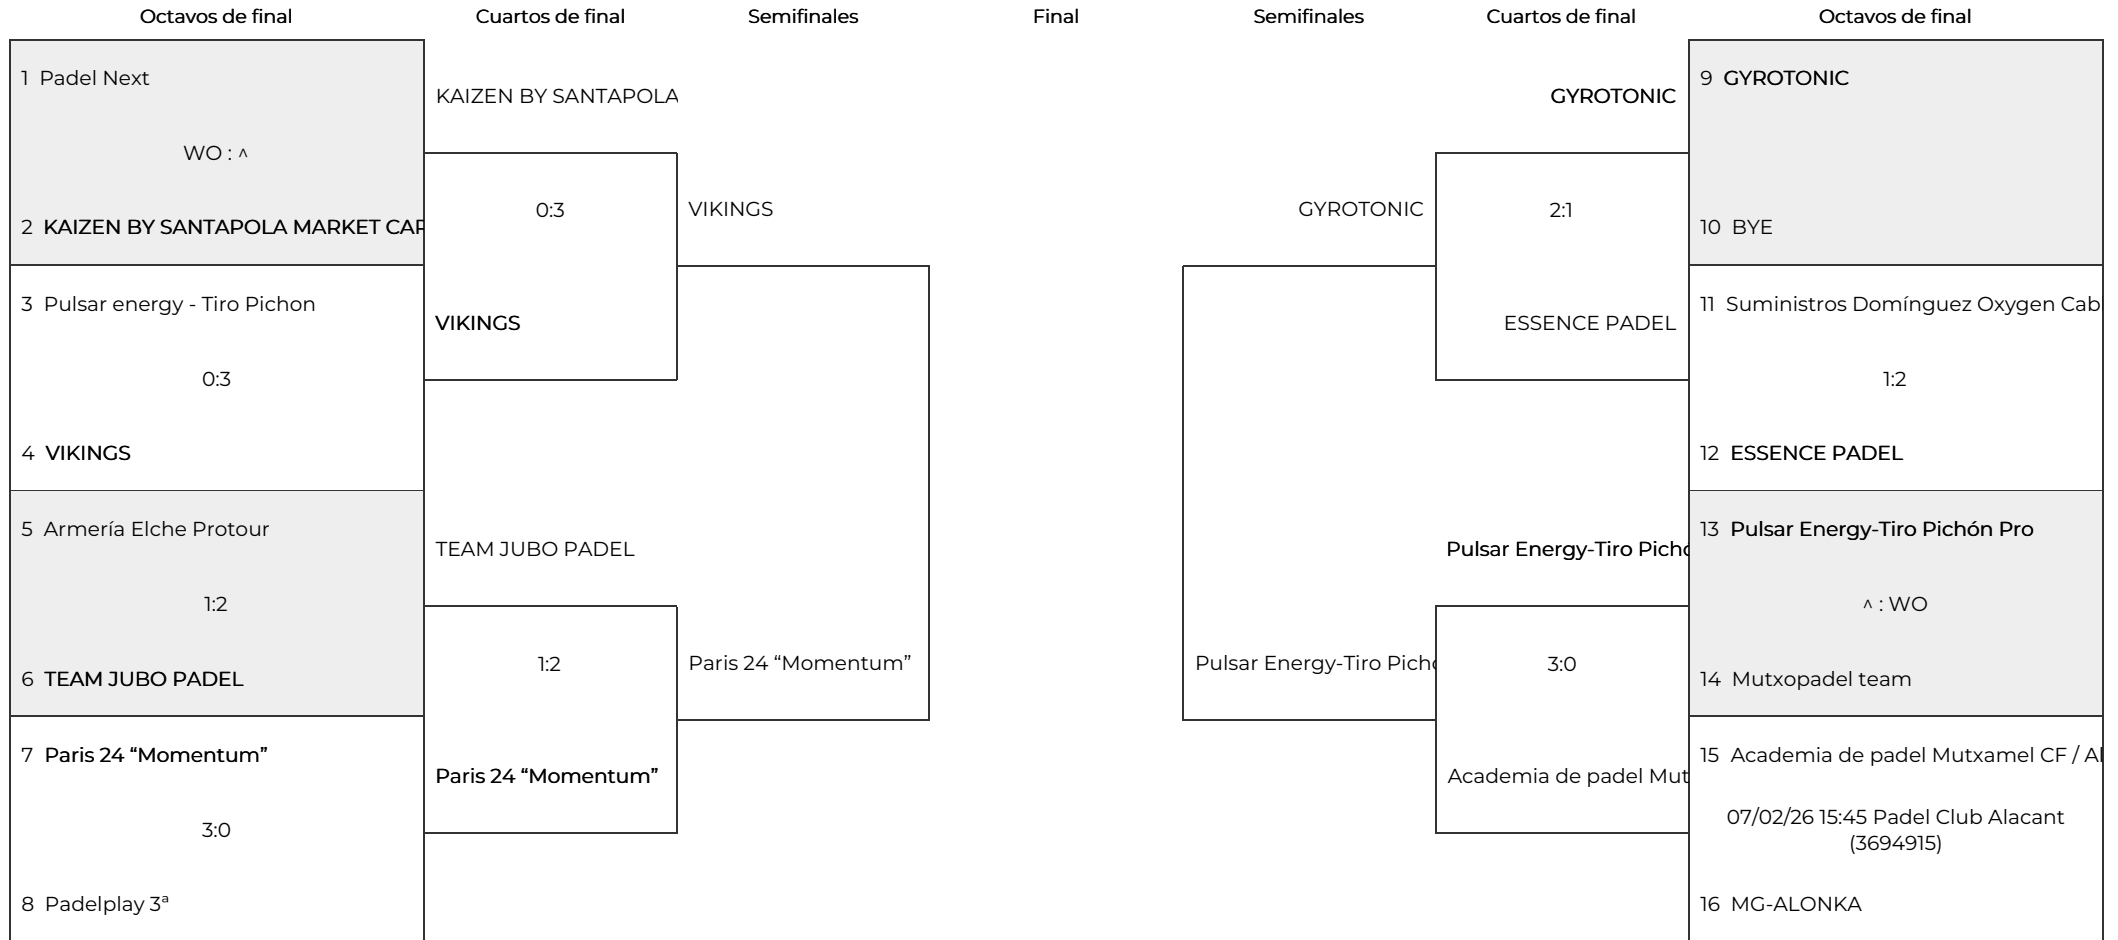 Octavos de final
Cuartos de final
Semifinales
Final
Semifinales
Cuartos de final
Octavos de final
1 Padel Next
WO : ^
2 KAIZEN BY SANTAPOLA MARKET CAR
3 Pulsar energy - Tiro Pichon
0:3
4 VIKINGS
5 Armería Elche Protour
1:2
6 TEAM JUBO PADEL
7 Paris 24 “Momentum”
3:0
8 Padelplay 3ª
KAIZEN BY SANTAPOLA
0:3
VIKINGS
TEAM JUBO PADEL
1:2
Paris 24 “Momentum”
VIKINGS
Paris 24 “Momentum”
GYROTONIC
Pulsar Energy-Tiro Picho
GYROTONIC
2:1
ESSENCE PADEL
Pulsar Energy-Tiro Picho
3:0
Academia de padel Mut
9 GYROTONIC
10 BYE
11 Suministros Domínguez Oxygen Cab
1:2
12 ESSENCE PADEL
13 Pulsar Energy-Tiro Pichón Pro
^ : WO
14 Mutxopadel team
15 Academia de padel Mutxamel CF / Al
07/02/26 15:45 Padel Club Alacant
(3694915)
16 MG-ALONKA